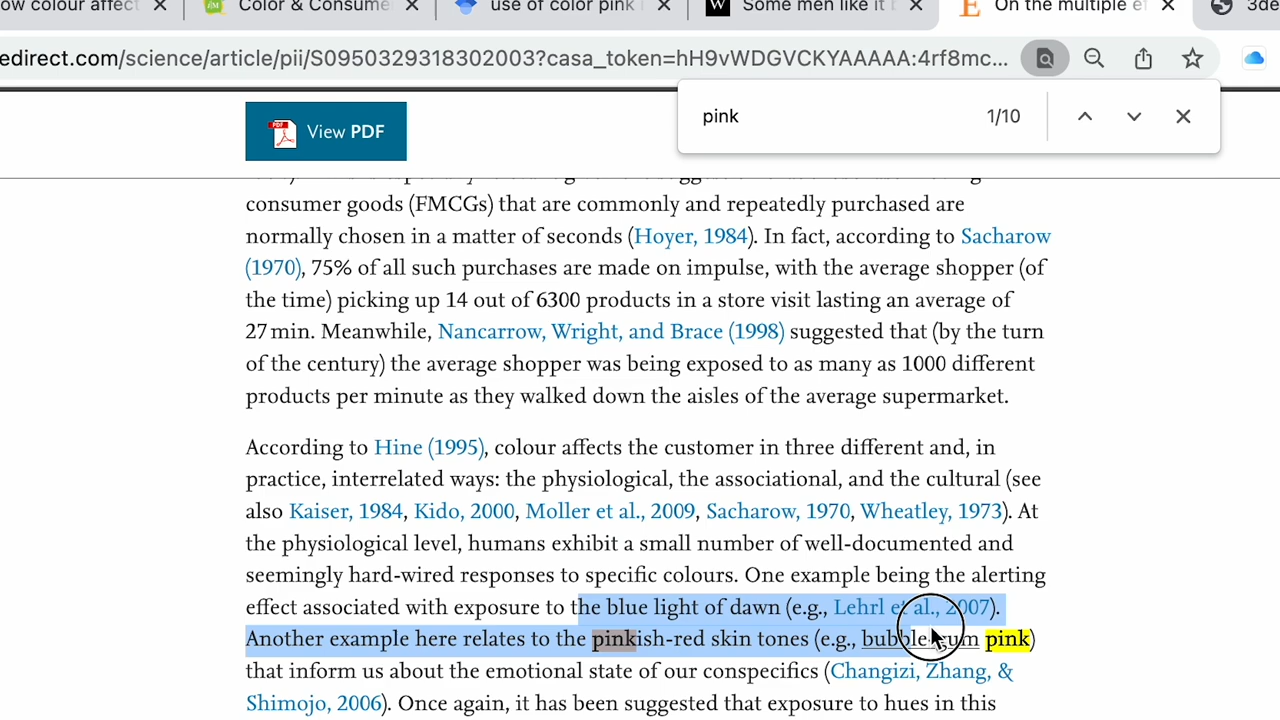 ow colour affect
Color & Consume
use of color pink
W
Some men like it
On the multiple e
3de
edirect.com/science/article/pii/S0950329318302003?casa_token=hH9vWDGVCKYAAAAA:4rf8mc...
pink
1/10
PDF
View PDF
consumer goods (FMCGs) that are commonly and repeatedly purchased are
normally chosen in a matter of seconds (Hoyer, 1984). In fact, according to Sacharow
(1970), 75% of all such purchases are made on impulse, with the average shopper (of
the time) picking up 14 out of 6300 products in a store visit lasting an average of
27 min. Meanwhile, Nancarrow, Wright, and Brace (1998) suggested that (by the turn
of the century) the average shopper was being exposed to as many as 1000 different
products per minute as they walked down the aisles of the average supermarket.
According to Hine (1995), colour affects the customer in three different and, in
practice, interrelated ways: the physiological, the associational, and the cultural (see
also Kaiser, 1984, Kido, 2000, Moller et al., 2009, Sacharow, 1970, Wheatley, 1973). At
the physiological level, humans exhibit a small number of well-documented and
seemingly hard-wired responses to specific colours. One example being the alerting
effect associated with exposure to the blue light of dawn (e.g., Lehrl et al., 2007).
Another example here relates to the pinkish-red skin tones (e.g., bubblegum pink)
that inform us about the emotional state of our conspecifics (Changizi, Zhang, &
Shimojo, 2006). Once again, it has been suggested that exposure to hues in this